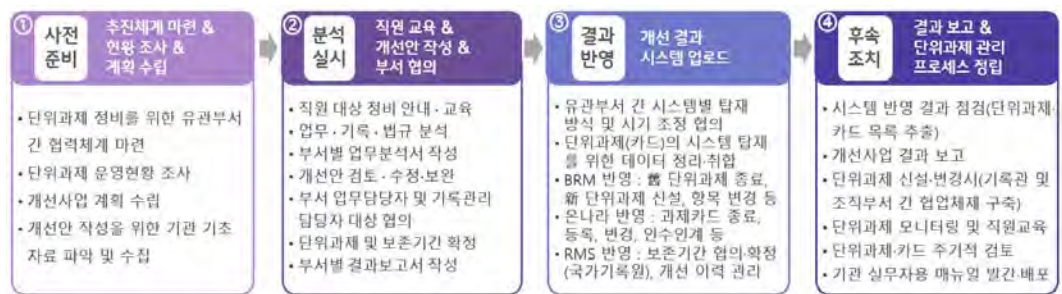 ①
사전
준비
추진체계 마련 &
현황 조사 &
계획 수립
• 단위과제 정비를 위한 유관부서
간 협력체계 마련
• 단위과제 운영현황 조사
• 개선사업 계획 수립
• 개선안 작성을 위한 기관 기초
자료 파악 및 수집
②
분석
실시
직원 교육 &
개선안 작성 &
부서 협의
• 직원 대상 정비 안내·교육
• 업무·기록·법규 분석
• 부서별 업무분석서 작성
• 개선안 검토·수정·보완
• 부서 업무담당자 및 기록관리
담당자 대상 협의
• 단위과제 및 보존기간 확정
• 부서별 결과보고서 작성
③
결과
반영
개선 결과
시스템 업로드
• 유관부서 간 시스템별 탑재
방식 및 시기 조정 협의
• 단위과제(카드)의 시스템 탑재
를 위한 데이터 정리·취합
• BRM 반영 : 舊 단위과제 종료,
新 단위과제 신설, 항목 변경 등
• 온나라 반영 : 과제카드 종료,
등록, 변경, 인수인계 등
• RMS 반영 : 보존기간 협의·확정
(국가기록원), 개선 이력 관리
④
후속
조치
결과 보고 &
단위과제 관리
프로세스 정립
• 시스템 반영 결과 점검(단위과제·
카드 목록 추출)
• 개선사업 결과 보고
• 단위과제 신설·변경시(기록관 및
조직부서 간 협업체제 구축)
• 단위과제 모니터링 및 직원교육
• 단위과제·카드 주기적 검토
• 기관 실무자용 매뉴얼 발간·배포